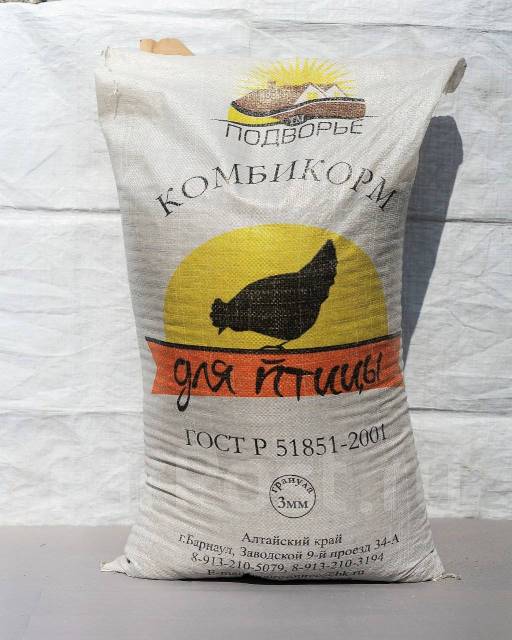 ТМ
ПОДВОРЬЕ
КОМБИКОРМ
для птицы
ГОСТ Р 51851-2001
гранула
3мм
Алтайский край
г.Барнаул, Заводской 9-й проезд 34-А
8-913-210-5079, 8-913-210-3194